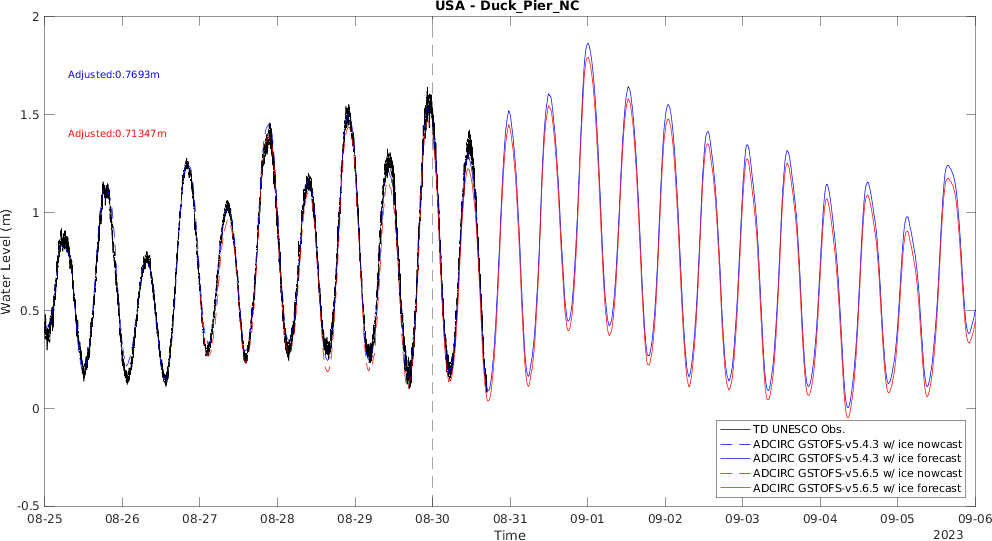 USA - Duck_Pier_NC
2
Adjusted:0.7693m
1.5
Adjusted:0.71347m
1
Water Level (m)
0.5
0
-0.5
TD UNESCO Obs.
ADCIRC GSTOFS-v5.4.3 w/ ice nowcast
ADCIRC GSTOFS-v5.4.3 w/ ice forecast
ADCIRC GSTOFS-v5.6.5 w/ ice nowcast
ADCIRC GSTOFS-v5.6.5 w/ ice forecast
08-25 08-26 08-27 08-28 08-29 08-30 08-31 09-01 09-02 09-03 09-04 09-05 09-06
Time
2023